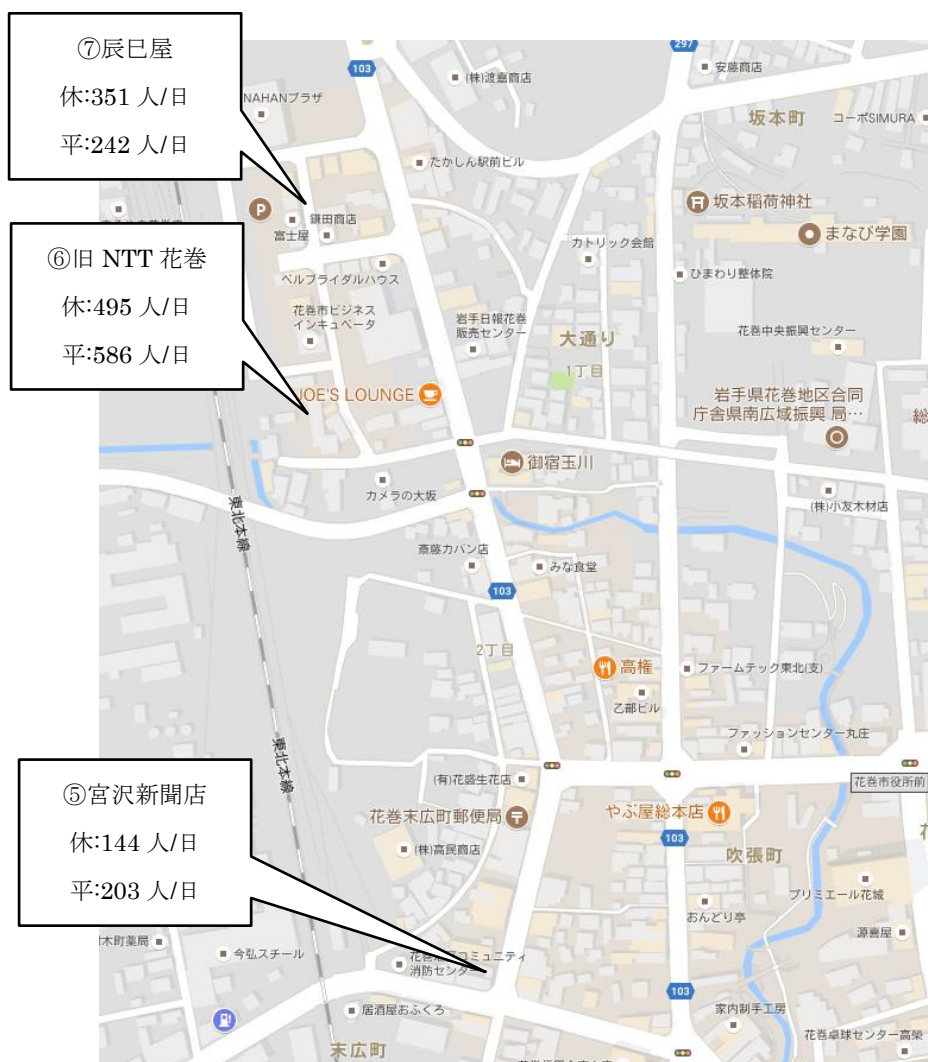 ⑦辰巳屋
休:351 人/日
平:242 人/日
⑥旧 NTT 花巻
休:495 人/日
平:586 人/日
⑤宮沢新聞店
休:144 人/日
平:203 人/日
297
103
(株)渡嘉商店
安藤商店
NAHANプラザ
坂本町
コーポSIMURA
たかしん駅前ビル
坂本稲荷神社
P
鎌田商店
富士屋
カトリック会館
まなび学園
ベルブライダルハウス
ひまわり整体院
花巻市ビジネス
インキュベータ
岩手日報花巻
販売センター
大通り
1丁目
花巻中央振興センター
JOE'S LOUNGE
岩手県花巻地区合同
庁舎県南広域振興 局…
総
御宿玉川
カメラの大坂
(株)小友木材店
東北本線
斎藤カバン店
みな食堂
103
2丁目
高権
ファームテック東北(支)
乙部ビル
ファッションセンター丸庄
東北本線
(有)花盛生花店
花巻市役所前
花巻末広町郵便局
やぶ屋総本店
103
(株)高民商店
吹張町
プリミエール花城
おんどり亭
源喜屋
木町薬局
今弘スチール
消防センター
103
居酒屋おふくろ
家内制手工房
末広町
花巻卓球センター高榮